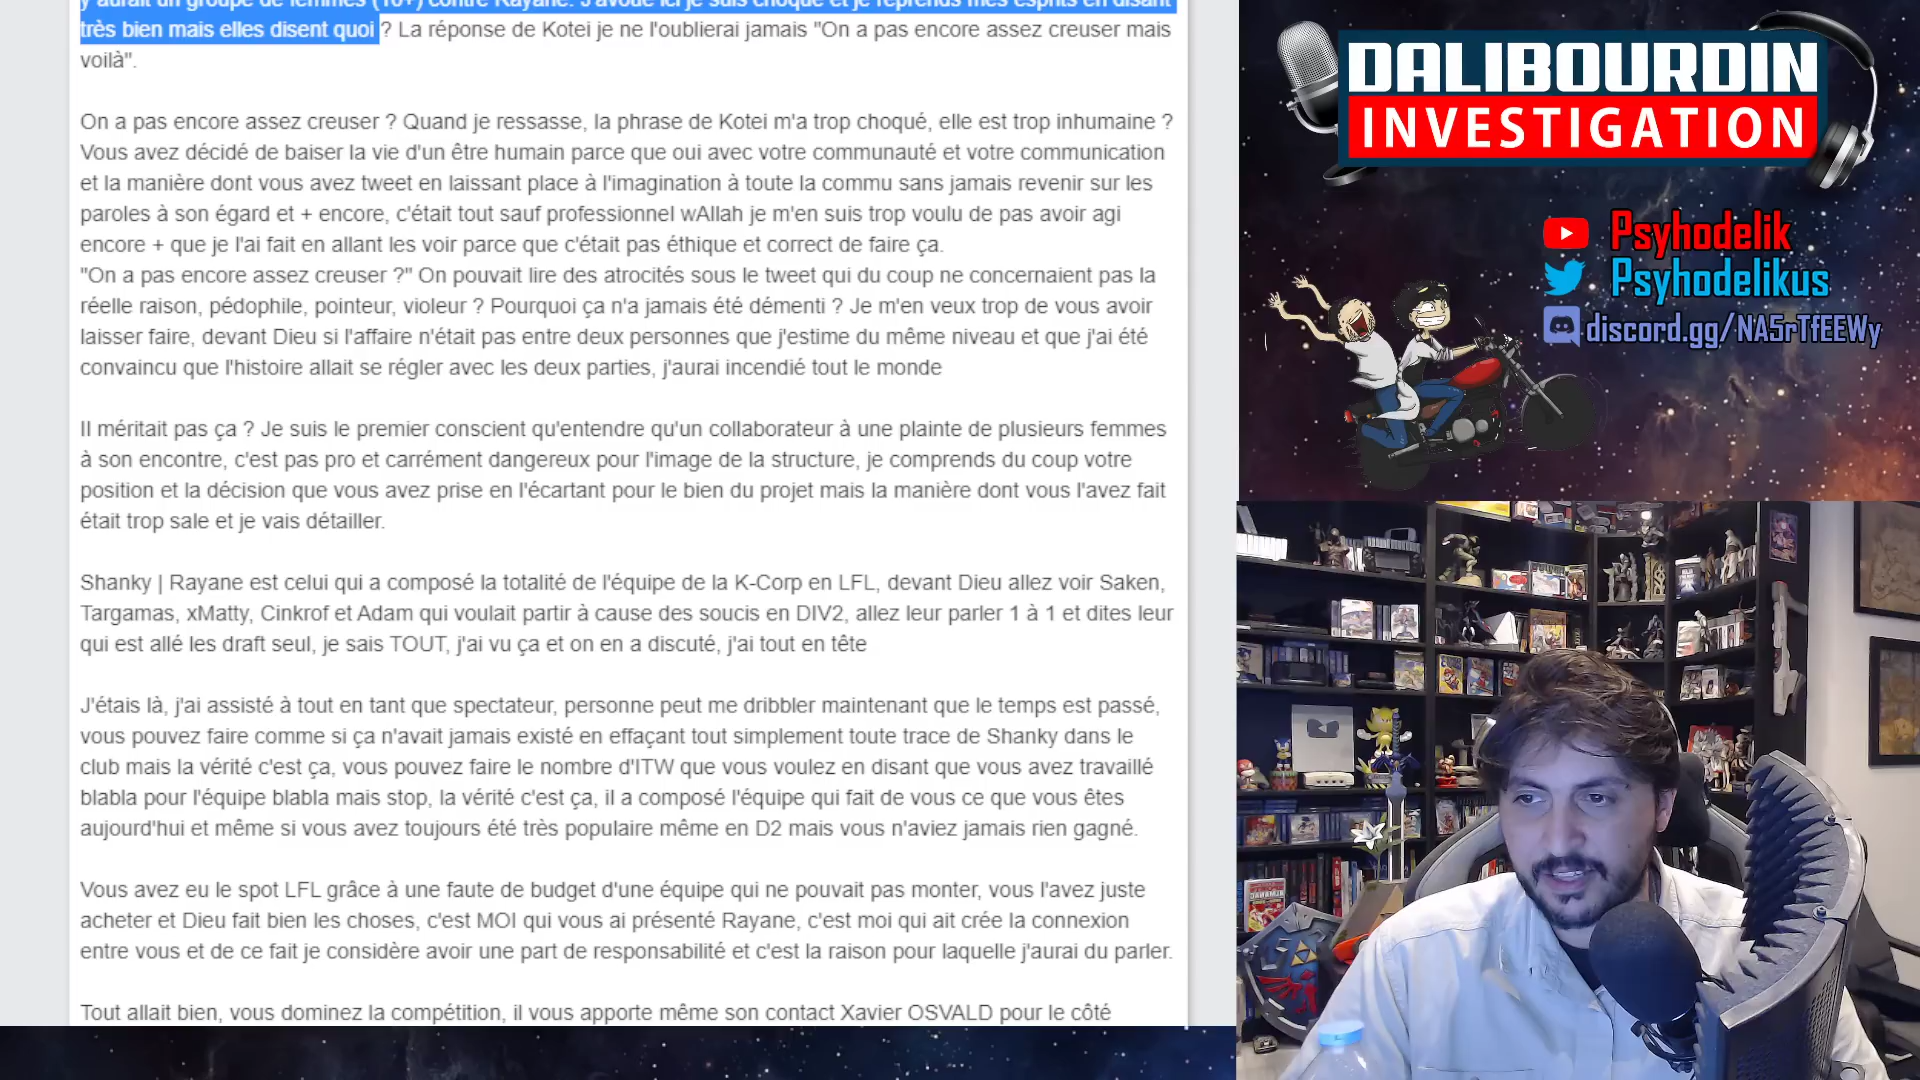 y aurait un groupe de femmes (10+) contre Rayane. J'avoue ici je suis choqué et je reprends mes esprits en disant
très bien mais elles disent quoi ? La réponse de Kotei je ne l'oublierai jamais "On a pas encore assez creuser mais
voilà".
On a pas encore assez creuser ? Quand je ressasse, la phrase de Kotei m'a trop choqué, elle est trop inhumaine ?
Vous avez décidé de baiser la vie d'un être humain parce que oui avec votre communauté et votre communication
et la manière dont vous avez tweet en laissant place à l'imagination à toute la commu sans jamais revenir sur les
paroles à son égard et + encore, c'était tout sauf professionnel wAllah je m'en suis trop voulu de pas avoir agi
encore + que je l'ai fait en allant les voir parce que c'était pas éthique et correct de faire ça.
"On a pas encore assez creuser ?" On pouvait lire des atrocités sous le tweet qui du coup ne concernaient pas la
réelle raison, pédophile, pointeur, violeur ? Pourquoi ça n'a jamais été démenti ? Je m'en veux trop de vous avoir
laisser faire, devant Dieu si l'affaire n'était pas entre deux personnes que j'estime du même niveau et que j'ai été
convaincu que l'histoire allait se régler avec les deux parties, j'aurai incendié tout le monde
Il méritait pas ça ? Je suis le premier conscient qu'entendre qu'un collaborateur à une plainte de plusieurs femmes
à son encontre, c'est pas pro et carrément dangereux pour l'image de la structure, je comprends du coup votre
position et la décision que vous avez prise en l'écartant pour le bien du projet mais la manière dont vous l'avez fait
était trop sale et je vais détailler.
Shanky | Rayane est celui qui a composé la totalité de l'équipe de la K-Corp en LFL, devant Dieu allez voir Saken,
Targamas, xMatty, Cinkrof et Adam qui voulait partir à cause des soucis en DIV2, allez leur parler 1 à 1 et dites leur
qui est allé les draft seul, je sais TOUT, j'ai vu ça et on en a discuté, j'ai tout en tête
J'étais là, j'ai assisté à tout en tant que spectateur, personne peut me dribbler maintenant que le temps est passé,
vous pouvez faire comme si ça n'avait jamais existé en effaçant tout simplement toute trace de Shanky dans le
club mais la vérité c'est ça, vous pouvez faire le nombre d'ITW que vous voulez en disant que vous avez travaillé
blabla pour l'équipe blabla mais stop, la vérité c'est ça, il a composé l'équipe qui fait de vous ce que vous êtes
aujourd'hui et même si vous avez toujours été très populaire même en D2 mais vous n'aviez jamais rien gagné.
Vous avez eu le spot LFL grâce à une faute de budget d'une équipe qui ne pouvait pas monter, vous l'avez juste
acheter et Dieu fait bien les choses, c'est MOI qui vous ai présenté Rayane, c'est moi qui ait crée la connexion
entre vous et de ce fait je considère avoir une part de responsabilité et c'est la raison pour laquelle j'aurai du parler.
Tout allait bien, vous dominez la compétition, il vous apporte même son contact Xavier OSVALD pour le côté
DALIBOURDIN
INVESTIGATION
Psyhodelik
Psyhodelikus
discord.gg/NA5rTfEEWy